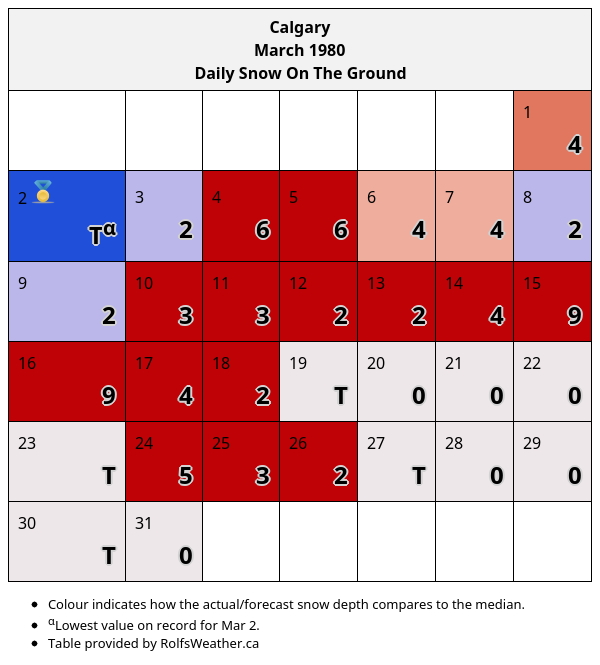 Calgary
March 1980
Daily Snow On The Ground
1
4
2 3 4 5 6 7 8
Tα 2 6 6 4 4 2
9 10 11 12 13 14 15
2 3 3 2 2 4 9
16 17 18 19 20 21 22
9 4 2 T 0 0 0
23 24 25 26 27 28 29
T 5 3 2 T 0 0
30 31
T 0
Colour indicates how the actual/forecast snow depth compares to the median.
αLowest value on record for Mar 2.
Table provided by RolfsWeather.ca